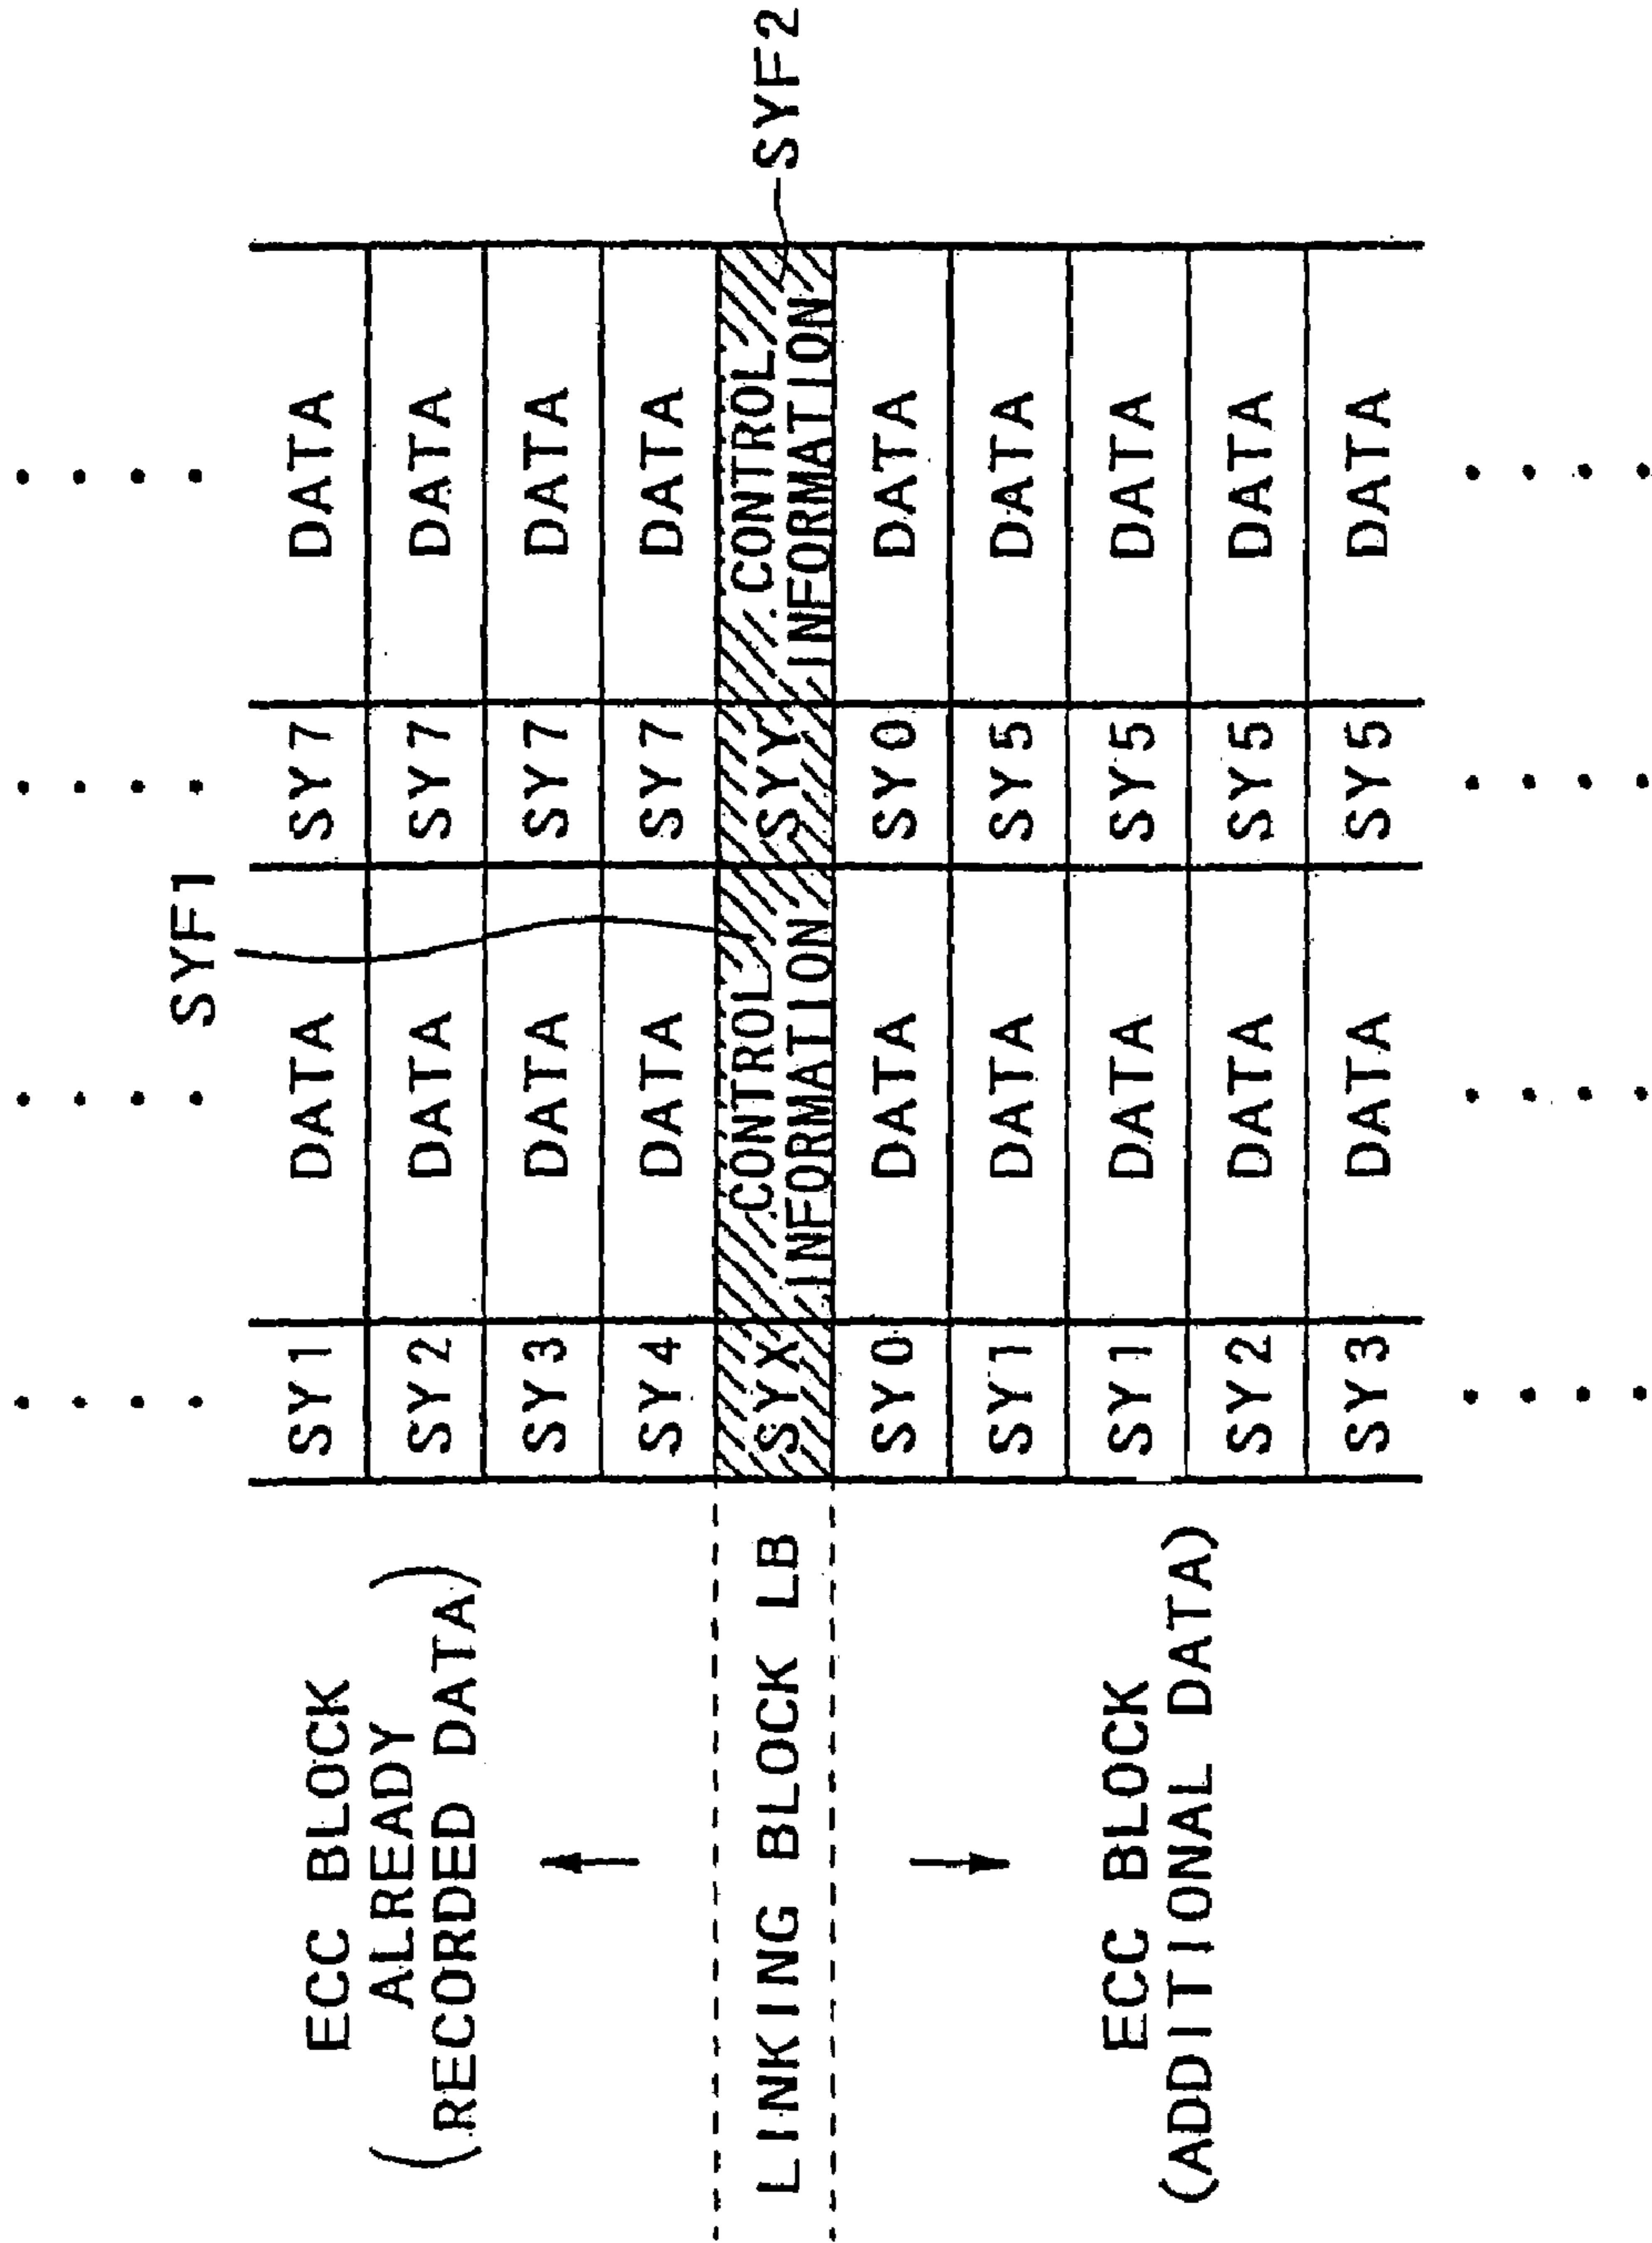 SYF1
. . . .
. . . .
. . . .
. . . .
ECC BLOCK
ALREADY
(RECORDED DATA)
SY1 DATA SY7 DATA
SY2 DATA SY7 DATA
SY3 DATA SY7 DATA
SY4 DATA SY7 DATA
LINKING BLOCK LB
SYX CONTROL INFORMATION SYY CONTROL INFORMATION
SYF2
ECC BLOCK
(ADDITIONAL DATA)
SY0 DATA SY0 DATA
SY1 DATA SY5 DATA
SY1 DATA SY5 DATA
SY2 DATA SY5 DATA
SY3 DATA SY5 DATA
. . . .
. . . .
. . . .
. . . .